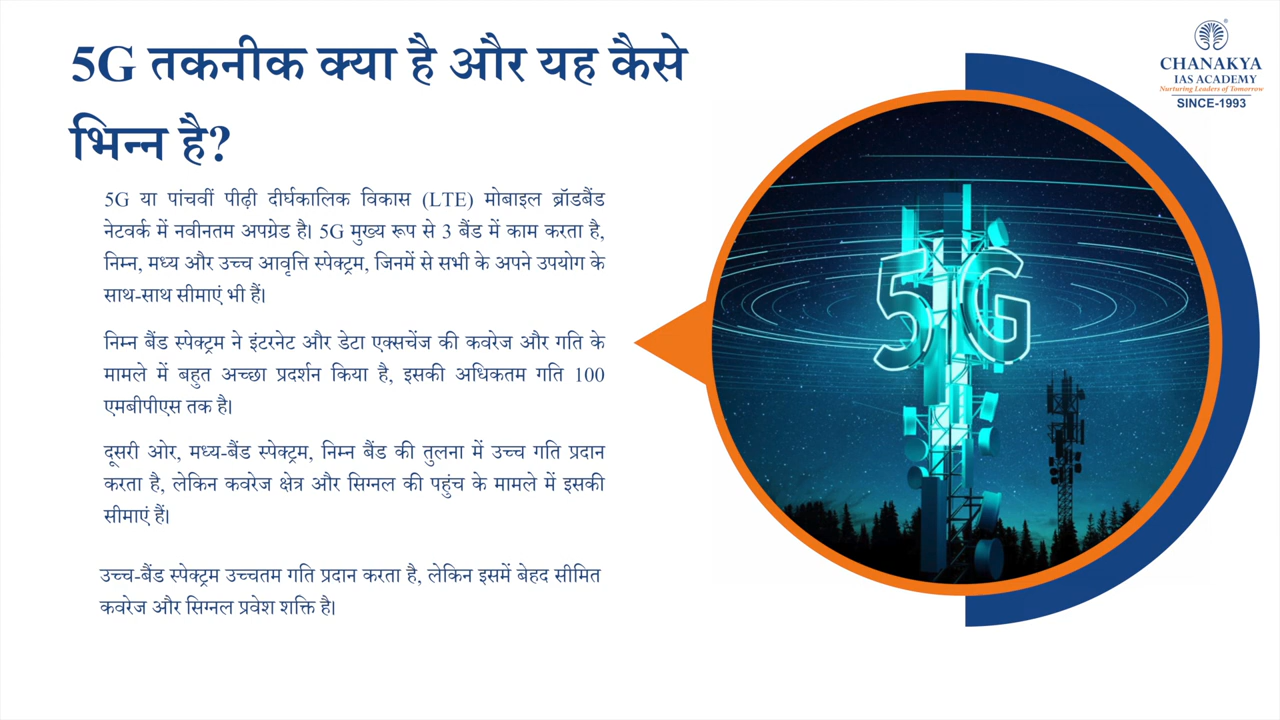 5G तकनीक क्या है और यह कैसे
भिन्न है?
5G या पांचवीं पीढ़ी दीर्घकालिक विकास (LTE) मोबाइल ब्रॉडबैंड
नेटवर्क में नवीनतम अपग्रेड है। 5G मुख्य रूप से 3 बैंड में काम करता है,
निम्न, मध्य और उच्च आवृत्ति स्पेक्ट्रम, जिनमें से सभी के अपने उपयोग के
साथ-साथ सीमाएं भी हैं।
निम्न बैंड स्पेक्ट्रम ने इंटरनेट और डेटा एक्सचेंज की कवरेज और गति के
मामले में बहुत अच्छा प्रदर्शन किया है, इसकी अधिकतम गति 100
एमबीपीएस तक है।
दूसरी ओर, मध्य-बैंड स्पेक्ट्रम, निम्न बैंड की तुलना में उच्च गति प्रदान
करता है, लेकिन कवरेज क्षेत्र और सिग्नल की पहुंच के मामले में इसकी
सीमाएं हैं।
उच्च-बैंड स्पेक्ट्रम उच्चतम गति प्रदान करता है, लेकिन इसमें बेहद सीमित
कवरेज और सिग्नल प्रवेश शक्ति है।
5G
CHANAKYA
IAS ACADEMY
Nurturing Leaders of Tomorrow
SINCE-1993